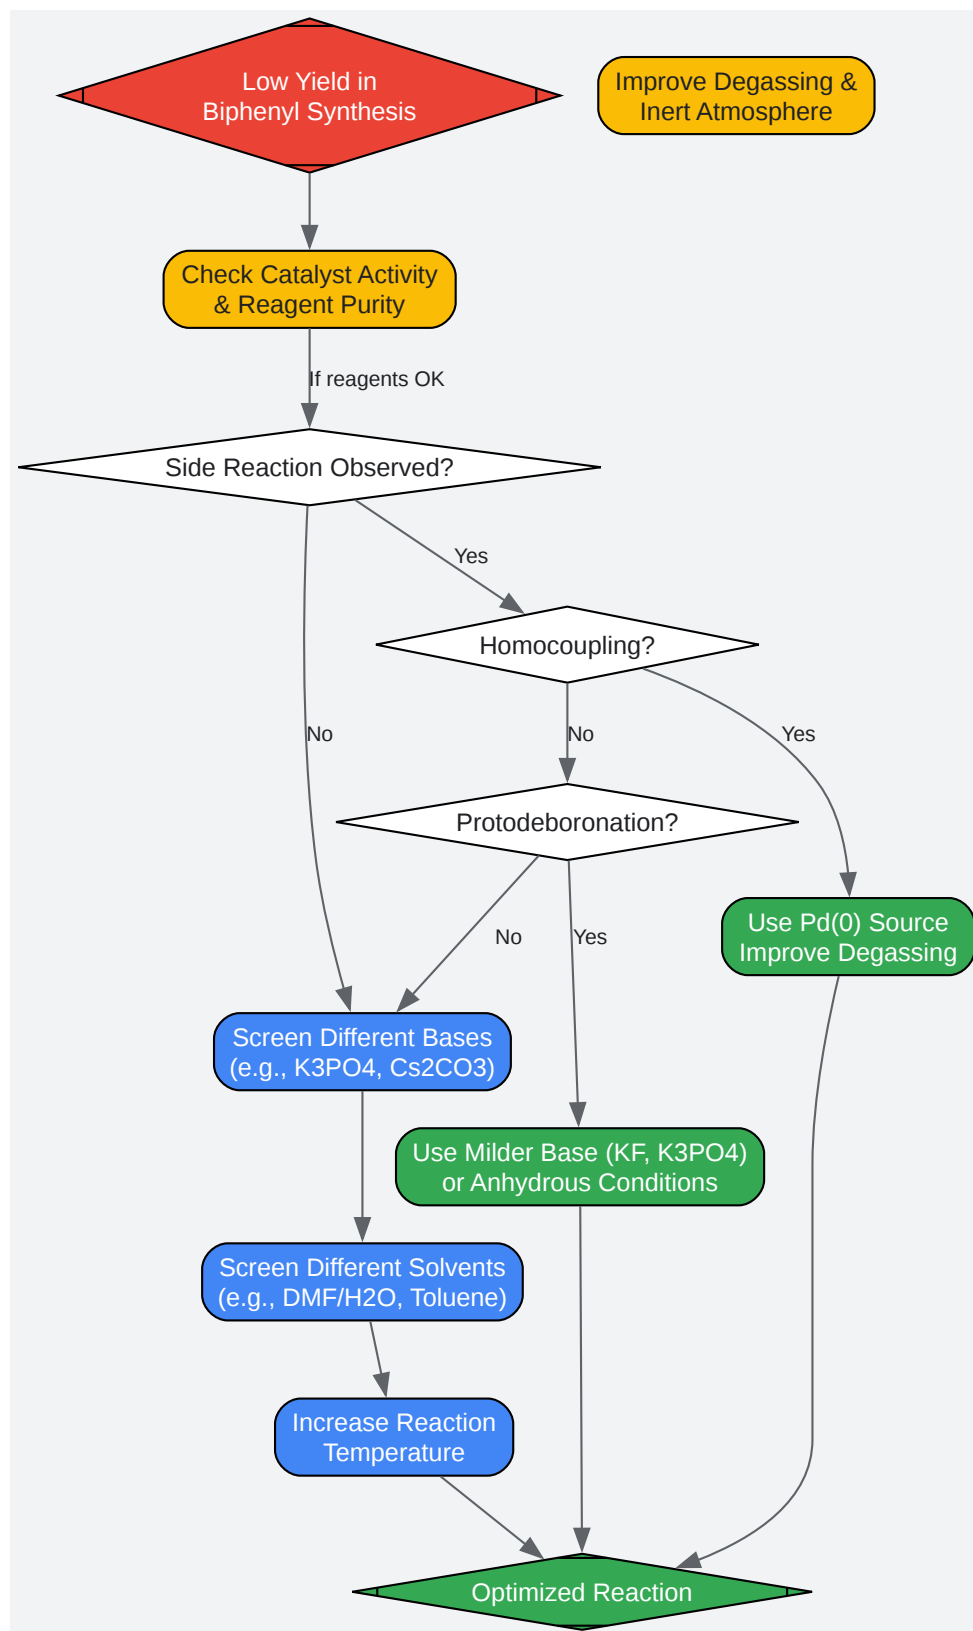 Low Yield in
Biphenyl Synthesis
Improve Degassing &
Inert Atmosphere
Check Catalyst Activity
& Reagent Purity
If reagents OK
Side Reaction Observed?
Yes
Homocoupling?
No
No
Yes
Protodeboronation?
No
Yes
Use Pd(0) Source
Improve Degassing
Screen Different Bases
(e.g., K3PO4, Cs2CO3)
Use Milder Base (KF, K3PO4)
or Anhydrous Conditions
Screen Different Solvents
(e.g., DMF/H2O, Toluene)
Increase Reaction
Temperature
Optimized Reaction